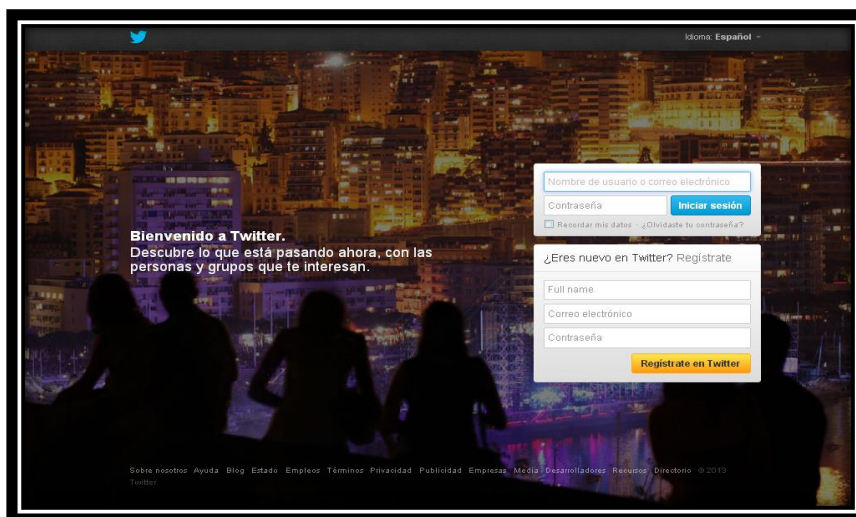 Idioma: Español
Nombre de usuario o correo electrónico
Contraseña
Iniciar sesión
Recordar mis datos · ¿Olvidaste tu contraseña?
Bienvenido a Twitter.
Descubre lo que está pasando ahora, con las
personas y grupos que te interesan.
¿Eres nuevo en Twitter? Regístrate
Full name
Correo electrónico
Contraseña
Regístrate en Twitter
Sobre nosotros Ayuda Blog Estado Empleos Términos Privacidad Publicidad Empresas Media Desarrolladores Recursos Directorio © 2013
Twitter